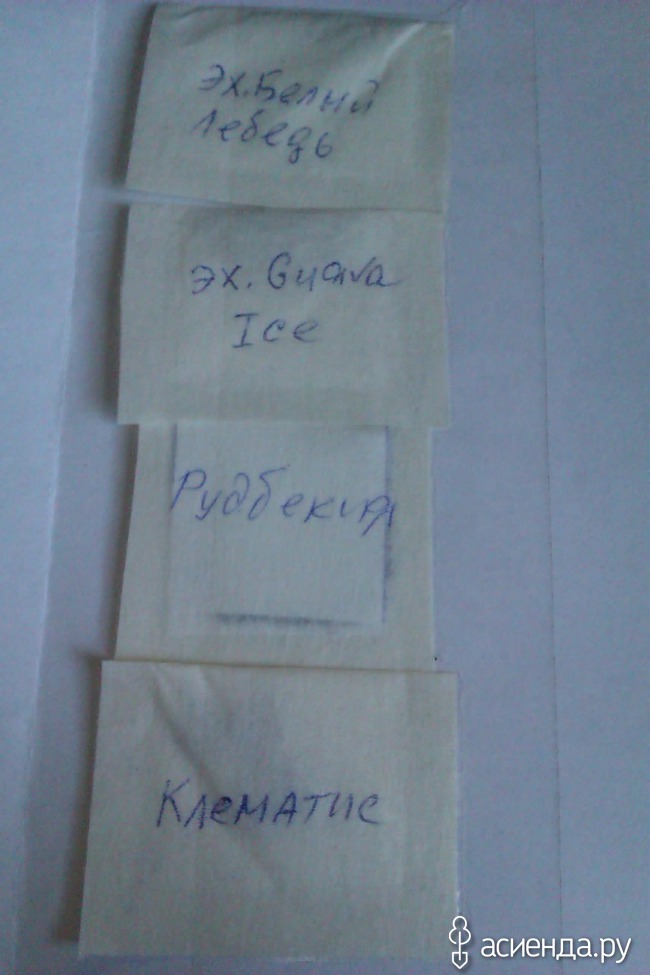 эх. Белый
Лебедь
эх. Guava
Ice
Рудбекия
Клематис
асиенда.ру